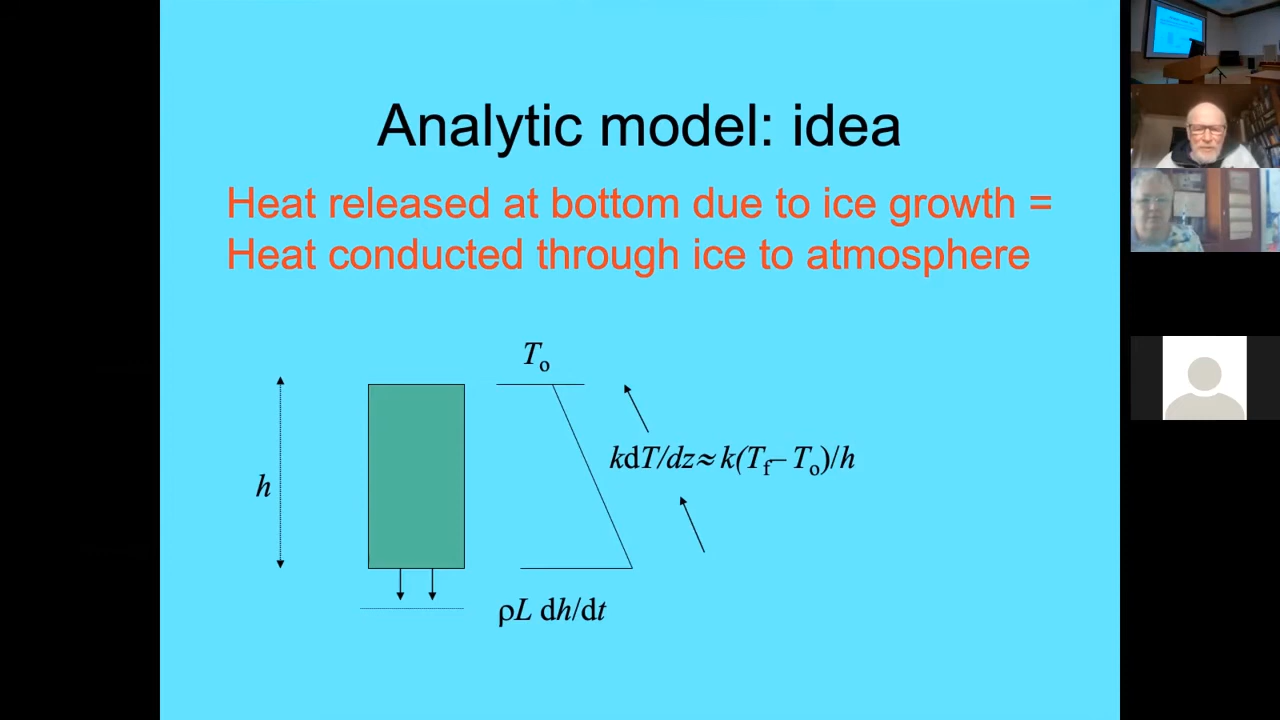 Analytic model: idea
Heat released at bottom due to ice growth =
Heat conducted through ice to atmosphere
Tₒ
h
kdT/dz≈ k(T_f– Tₒ)/h
ρL dh/dt